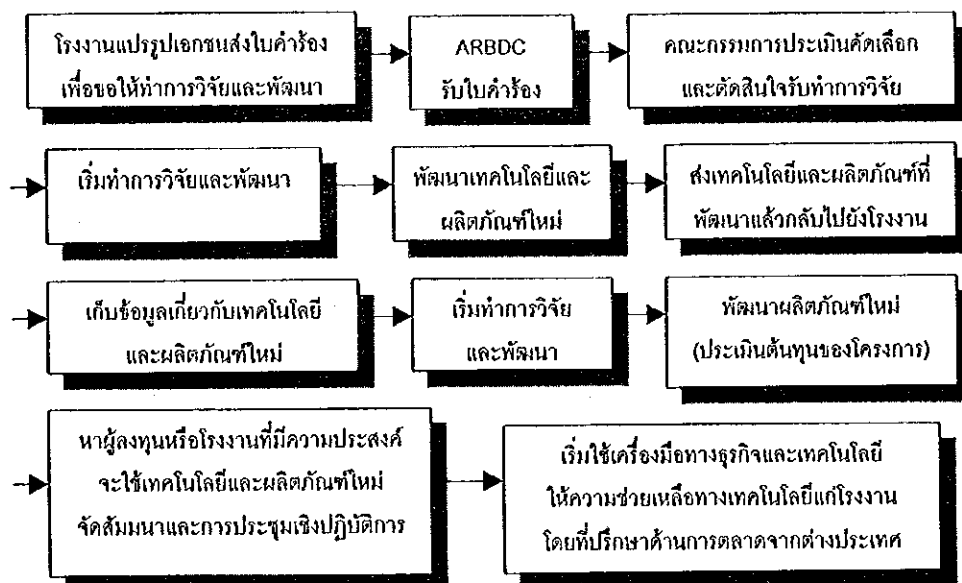 โรงงานแปรรูปเอกชนส่งใบคำร้อง
เพื่อขอให้ทำการวิจัยและพัฒนา
ARBDC
รับใบคำร้อง
คณะกรรมการประเมินคัดเลือก
และตัดสินใจรับทำการวิจัย
เริ่มทำการวิจัยและพัฒนา
พัฒนาเทคโนโลยีและ
ผลิตภัณฑ์ใหม่
ส่งเทคโนโลยีและผลิตภัณฑ์ที่
พัฒนาแล้วกลับไปยังโรงงาน
เก็บข้อมูลเกี่ยวกับเทคโนโลยี
และผลิตภัณฑ์ใหม่
เริ่มทำการวิจัย
และพัฒนา
พัฒนาผลิตภัณฑ์ใหม่
(ประเมินต้นทุนของโครงการ)
หาผู้ลงทุนหรือโรงงานที่มีความประสงค์
จะใช้เทคโนโลยีและผลิตภัณฑ์ใหม่
จัดสัมมนาและการประชุมเชิงปฏิบัติการ
เริ่มใช้เครื่องมือทางธุรกิจและเทคโนโลยี
ให้ความช่วยเหลือทางเทคโนโลยีแก่โรงงาน
โดยที่ปรึกษาด้านการตลาดจากต่างประเทศ